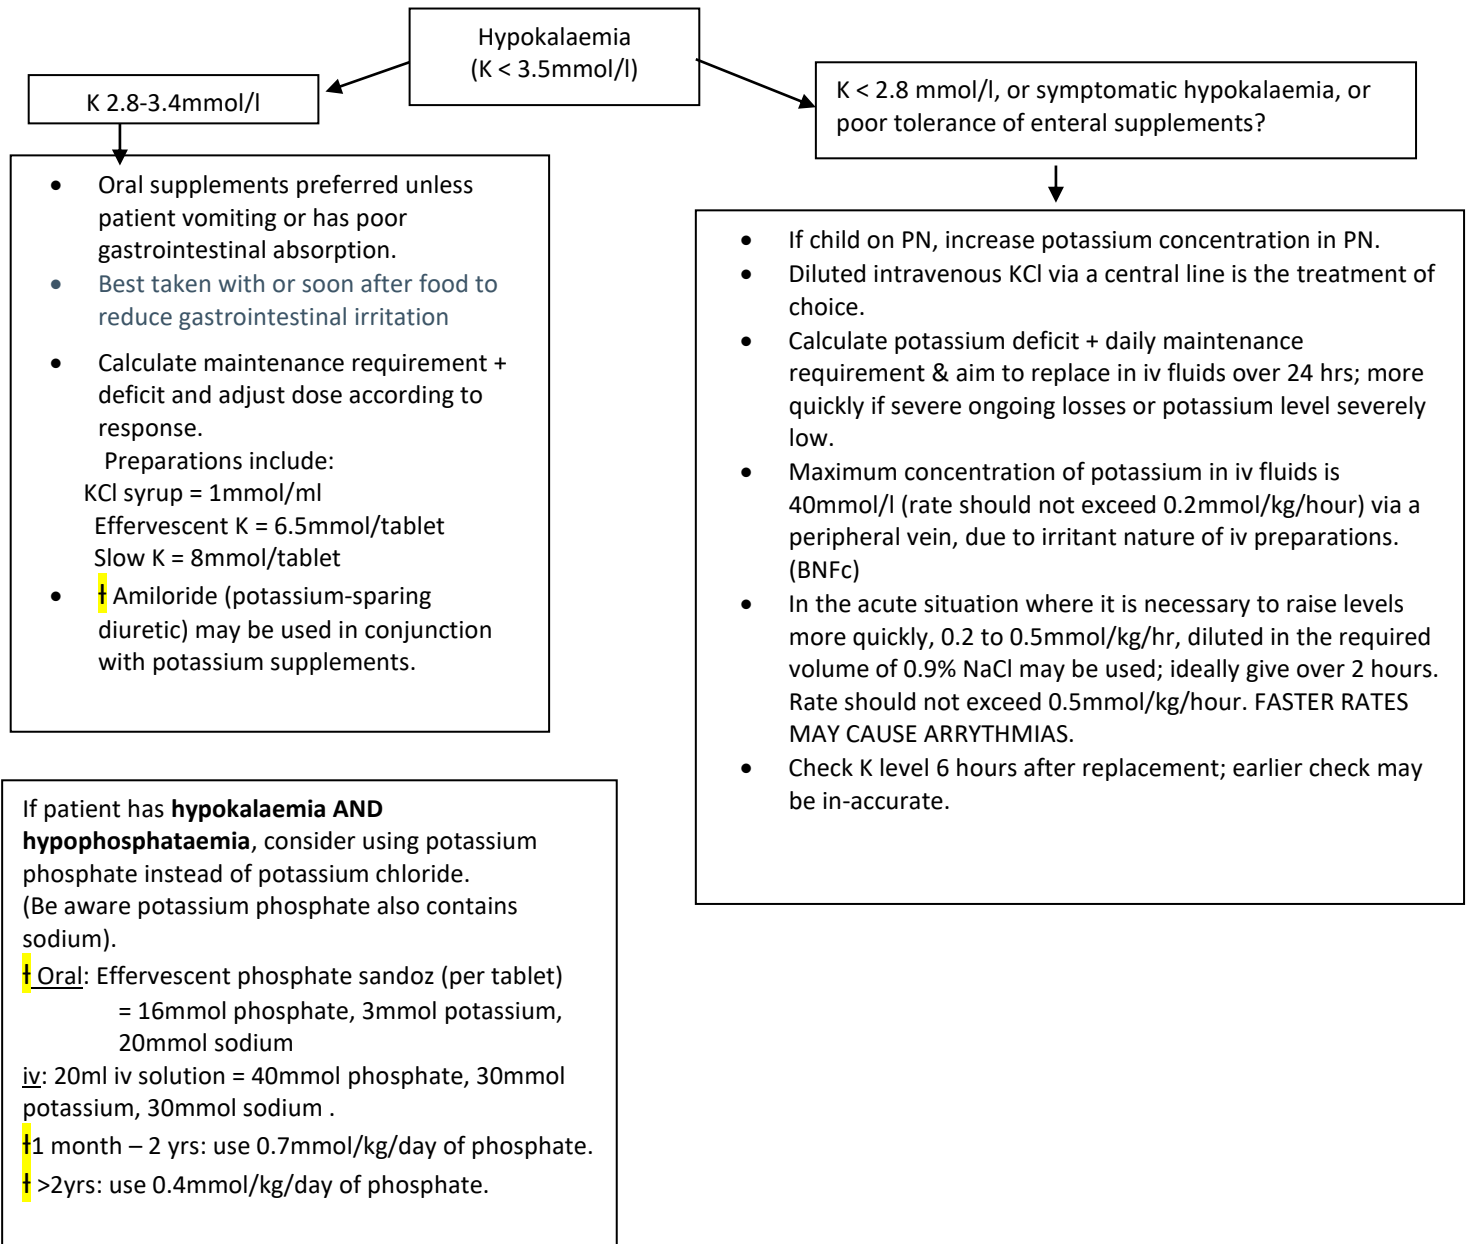 Hypokalaemia
(K < 3.5mmol/l)
K 2.8-3.4mmol/l
K < 2.8 mmol/l, or symptomatic hypokalaemia, or
poor tolerance of enteral supplements?
• Oral supplements preferred unless
patient vomiting or has poor
gastrointestinal absorption.
• Best taken with or soon after food to
reduce gastrointestinal irritation
• Calculate maintenance requirement +
deficit and adjust dose according to
response.
Preparations include:
KCl syrup = 1mmol/ml
Effervescent K = 6.5mmol/tablet
Slow K = 8mmol/tablet
• ƚ Amiloride (potassium-sparing
diuretic) may be used in conjunction
with potassium supplements.
• If child on PN, increase potassium concentration in PN.
• Diluted intravenous KCl via a central line is the treatment of
choice.
• Calculate potassium deficit + daily maintenance
requirement & aim to replace in iv fluids over 24 hrs; more
quickly if severe ongoing losses or potassium level severely
low.
• Maximum concentration of potassium in iv fluids is
40mmol/l (rate should not exceed 0.2mmol/kg/hour) via a
peripheral vein, due to irritant nature of iv preparations.
(BNFc)
• In the acute situation where it is necessary to raise levels
more quickly, 0.2 to 0.5mmol/kg/hr, diluted in the required
volume of 0.9% NaCl may be used; ideally give over 2 hours.
Rate should not exceed 0.5mmol/kg/hour. FASTER RATES
MAY CAUSE ARRYTHMIAS.
• Check K level 6 hours after replacement; earlier check may
be in-accurate.
If patient has hypokalaemia AND
hypophosphataemia, consider using potassium
phosphate instead of potassium chloride.
(Be aware potassium phosphate also contains
sodium).
ƚ Oral: Effervescent phosphate sandoz (per tablet)
= 16mmol phosphate, 3mmol potassium,
20mmol sodium
iv: 20ml iv solution = 40mmol phosphate, 30mmol
potassium, 30mmol sodium .
ƚ1 month – 2 yrs: use 0.7mmol/kg/day of phosphate.
ƚ >2yrs: use 0.4mmol/kg/day of phosphate.